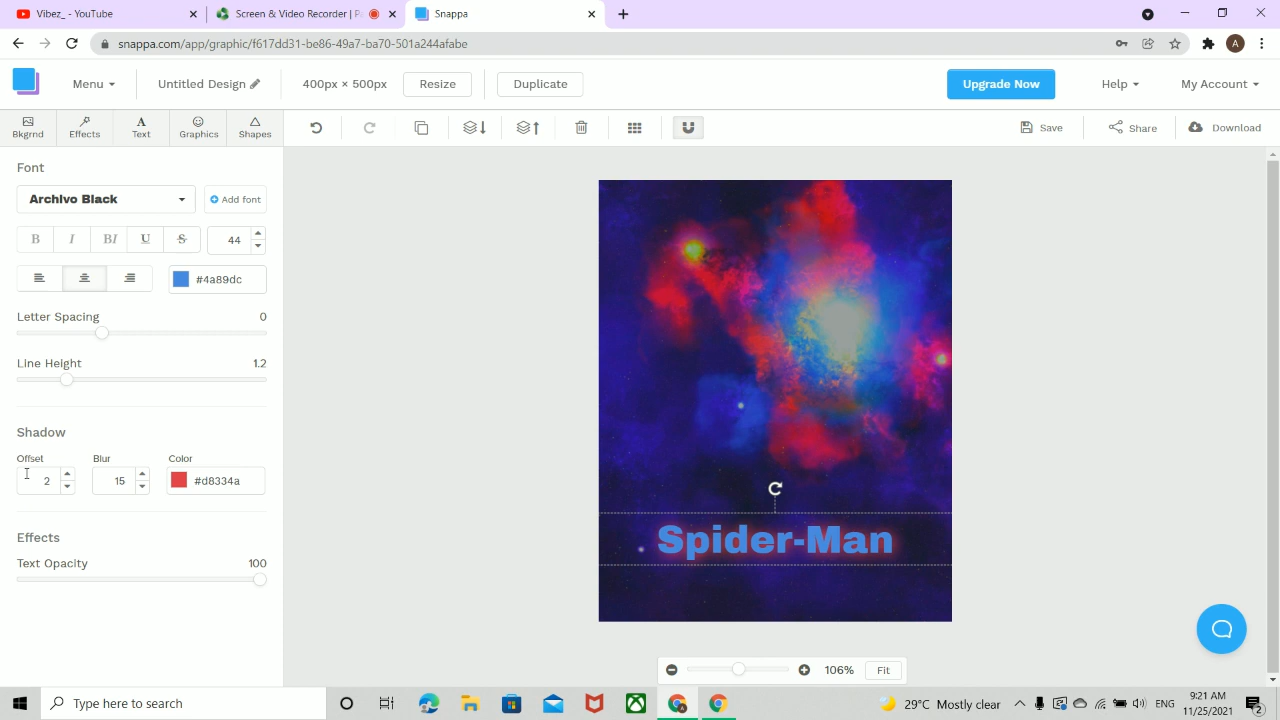 Vibez_ - YouTube
Screen & Video Recorder | P
Snappa
snappa.com/app/graphic/f617dd31-be86-49a7-ba70-501a244afabe
A
Menu
Untitled Design
400px × 500px
Resize
Duplicate
Upgrade Now
Help
My Account
Bkgrnd
Effects
Text
Graphics
Shapes
Save
Share
Download
Font
Archivo Black
Add font
B
I
BI
U
S
44
#4a89dc
Letter Spacing
0
Line Height
1.2
Shadow
Offset
Blur
Color
2
15
#d8334a
Effects
Text Opacity
100
Spider-Man
106%
Fit
Type here to search
29°C Mostly clear
ENG
9:21 AM
11/25/2021
2